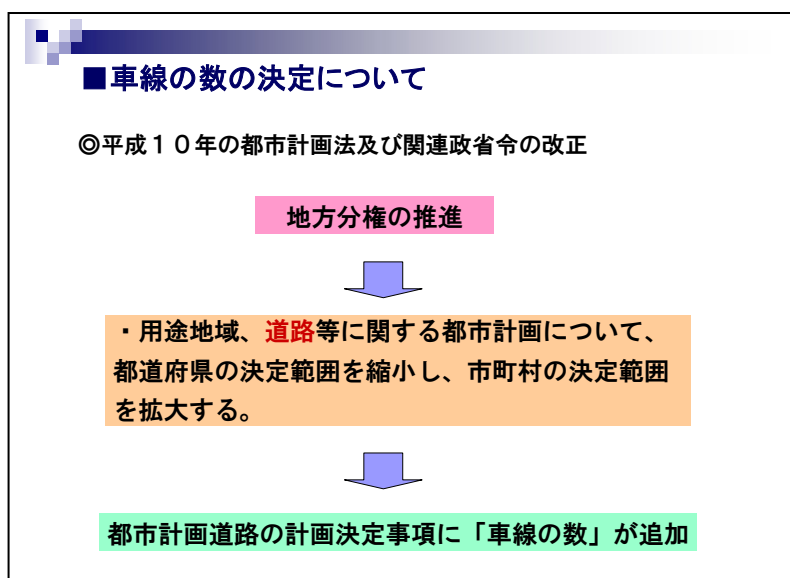 ■車線の数の決定について
◎平成１０年の都市計画法及び関連政省令の改正
地方分権の推進
・用途地域、道路等に関する都市計画について、
都道府県の決定範囲を縮小し、市町村の決定範囲
を拡大する。
都市計画道路の計画決定事項に「車線の数」が追加